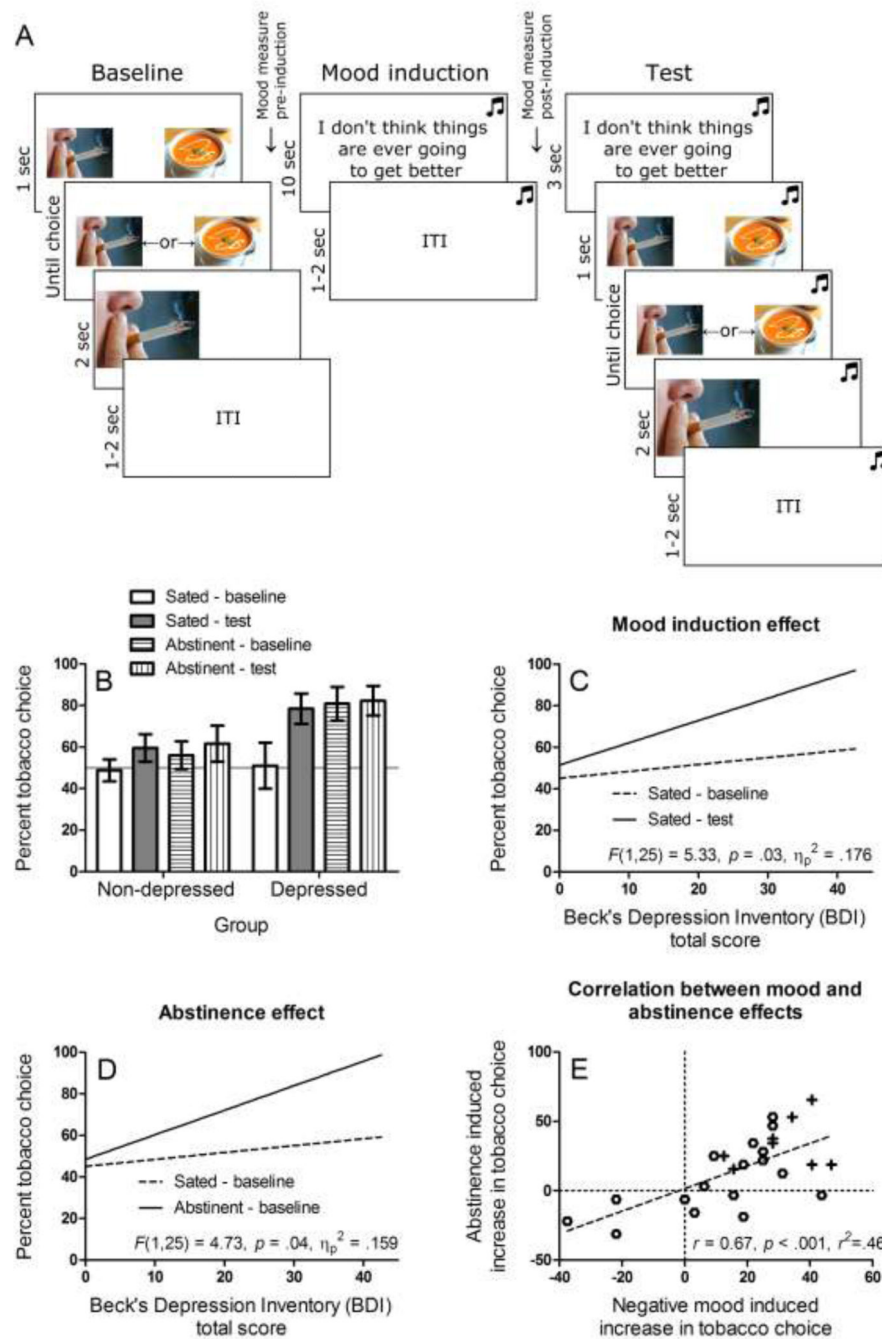 A
Baseline
Mood measure
pre-induction
Mood induction
Mood measure
post-induction
Test
1 sec
Until choice
←or→
2 sec
1-2 sec
ITI
10 sec
I don't think things
are ever going
to get better
1-2 sec
ITI
3 sec
I don't think things
are ever going
to get better
1 sec
Until choice
←or→
2 sec
1-2 sec
ITI
Sated - baseline
Sated - test
Abstinent - baseline
Abstinent - test
B
Percent tobacco choice
100
80
60
40
20
0
Non-depressed Depressed
Group
Mood induction effect
C
Percent tobacco choice
100
80
60
40
20
0
Sated - baseline
Sated - test
F(1,25) = 5.33, p = .03, ηp² = .176
0 10 20 30 40
Beck's Depression Inventory (BDI)
total score
Abstinence effect
D
Percent tobacco choice
100
80
60
40
20
0
Sated - baseline
Abstinent - baseline
F(1,25) = 4.73, p = .04, ηp² = .159
0 10 20 30 40
Beck's Depression Inventory (BDI)
total score
Correlation between mood and
abstinence effects
E
Abstinence induced
increase in tobacco choice
100
50
0
-50
r = 0.67, p < .001, r²=.46
-40 -20 0 20 40 60
Negative mood induced
increase in tobacco choice